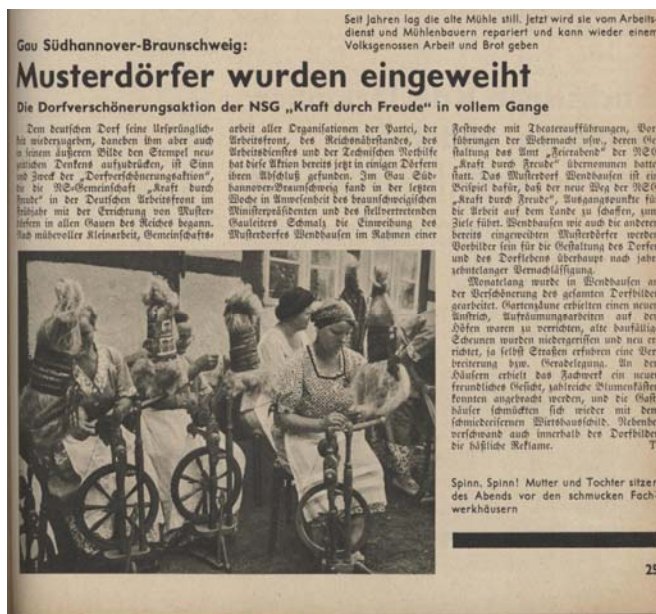 Seit Jahren lag die alte Mühle still. Jetzt wird sie vom Arbeits-
dienst und Mühlenbauern repariert und kann wieder einem
Volksgenossen Arbeit und Brot geben
Gau Südhannover-Braunschweig:
Musterdörfer wurden eingeweiht
Die Dorfverschönerungsaktion der NSG „Kraft durch Freude“ in vollem Gange
Dem deutschen Dorf seine Ursprünglich-
keit wiederzugeben, daneben ihm aber auch
in seinem äußeren Bilde den Stempel neu-
zeitlichen Denkens aufzudrücken, ist Sinn
und Zweck der „Dorfverschönerungsaktion“,
die die NS-Gemeinschaft „Kraft durch
Freude“ in der Deutschen Arbeitsfront im
Frühjahr mit der Errichtung von Muster-
dörfern in allen Gauen des Reiches begann.
Nach mühevoller Kleinarbeit, Gemeinschafts-
arbeit aller Organisationen der Partei, der
Arbeitsfront, des Reichsnährstandes, des
Arbeitsdienstes und der Technischen Nothilfe
hat diese Aktion bereits jetzt in einigen Dörfern
ihren Abschluß gefunden. Im Gau Süd-
hannover-Braunschweig fand in der letzten
Woche in Anwesenheit des braunschweigischen
Ministerpräsidenten und des stellvertretenden
Gauleiters Schmalz die Einweihung des
Musterdorfes Wendhausen im Rahmen einer
Festwoche mit Theateraufführungen, Vor-
führungen der Wehrmacht usw., deren Ge-
staltung das Amt „Feierabend“ der NSG
„Kraft durch Freude“ übernommen hatte
statt. Das Musterdorf Wendhausen ist ein
Beispiel dafür, daß der neue Weg der NSG
„Kraft durch Freude“, Ausgangspunkte für
die Arbeit auf dem Lande zu schaffen, zum
Ziele führt. Wendhausen wie auch die anderen
bereits eingeweihten Musterdörfer werden
Vorbilder sein für die Gestaltung des Dorfes
und des Dorflebens überhaupt nach jahr-
zehntelanger Vernachlässigung.
Monatelang wurde in Wendhausen an
der Verschönerung des gesamten Dorfbildes
gearbeitet. Gartenzäune erhielten einen neuen
Anstrich, Aufräumungsarbeiten auf den
Höfen waren zu verrichten, alte baufällige
Scheunen wurden niedergerissen und neu er-
richtet, ja selbst Straßen erfuhren eine Ver-
breiterung bzw. Geradelegung. An den
Häusern erhielt das Fachwerk ein neues
freundliches Gesicht, zahlreiche Blumenkästen
konnten angebracht werden, und die Gast-
häuser schmückten sich wieder mit dem
schmiedeeisernen Wirtshausschild. Nebenbei
verschwand auch innerhalb des Dorfbildes
die häßliche Reklame. T
Spinn, Spinn! Mutter und Tochter sitzen
des Abends vor den schmucken Fach-
werkhäusern
25